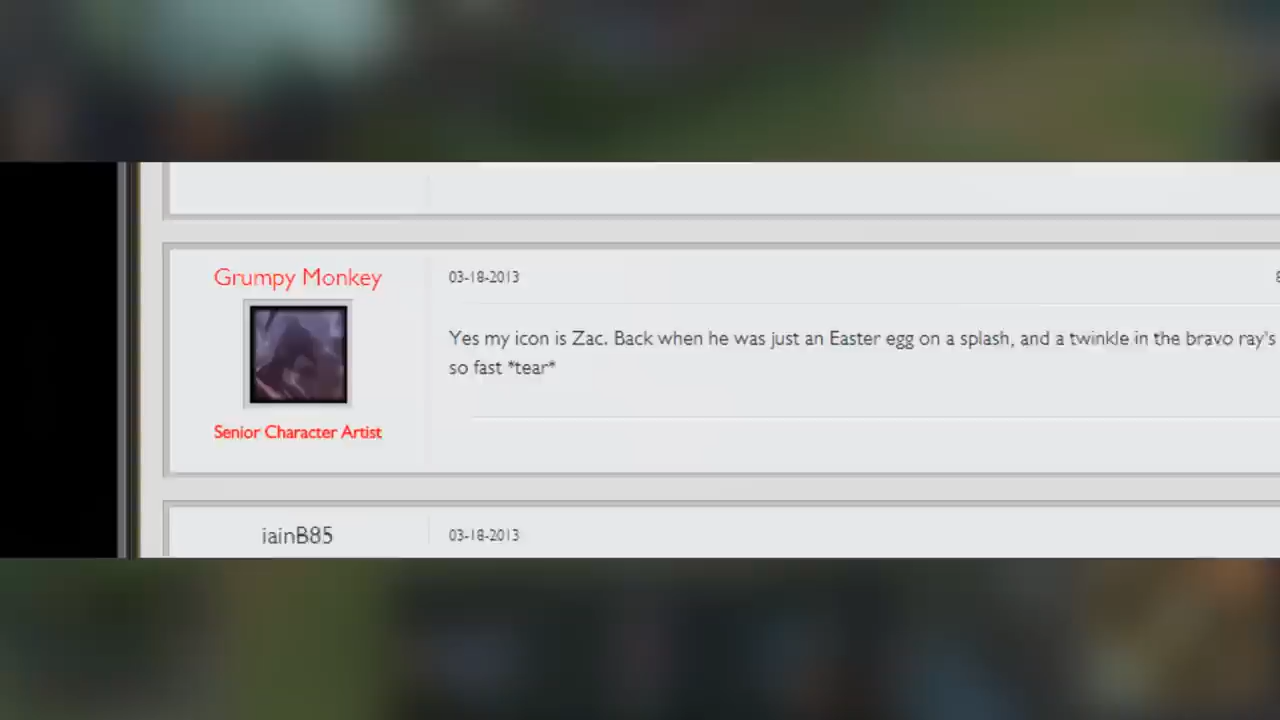 Grumpy Monkey
03-18-2013
Yes my icon is Zac. Back when he was just an Easter egg on a splash, and a twinkle in the bravo ray's
so fast *tear*
Senior Character Artist
iainB85
03-18-2013